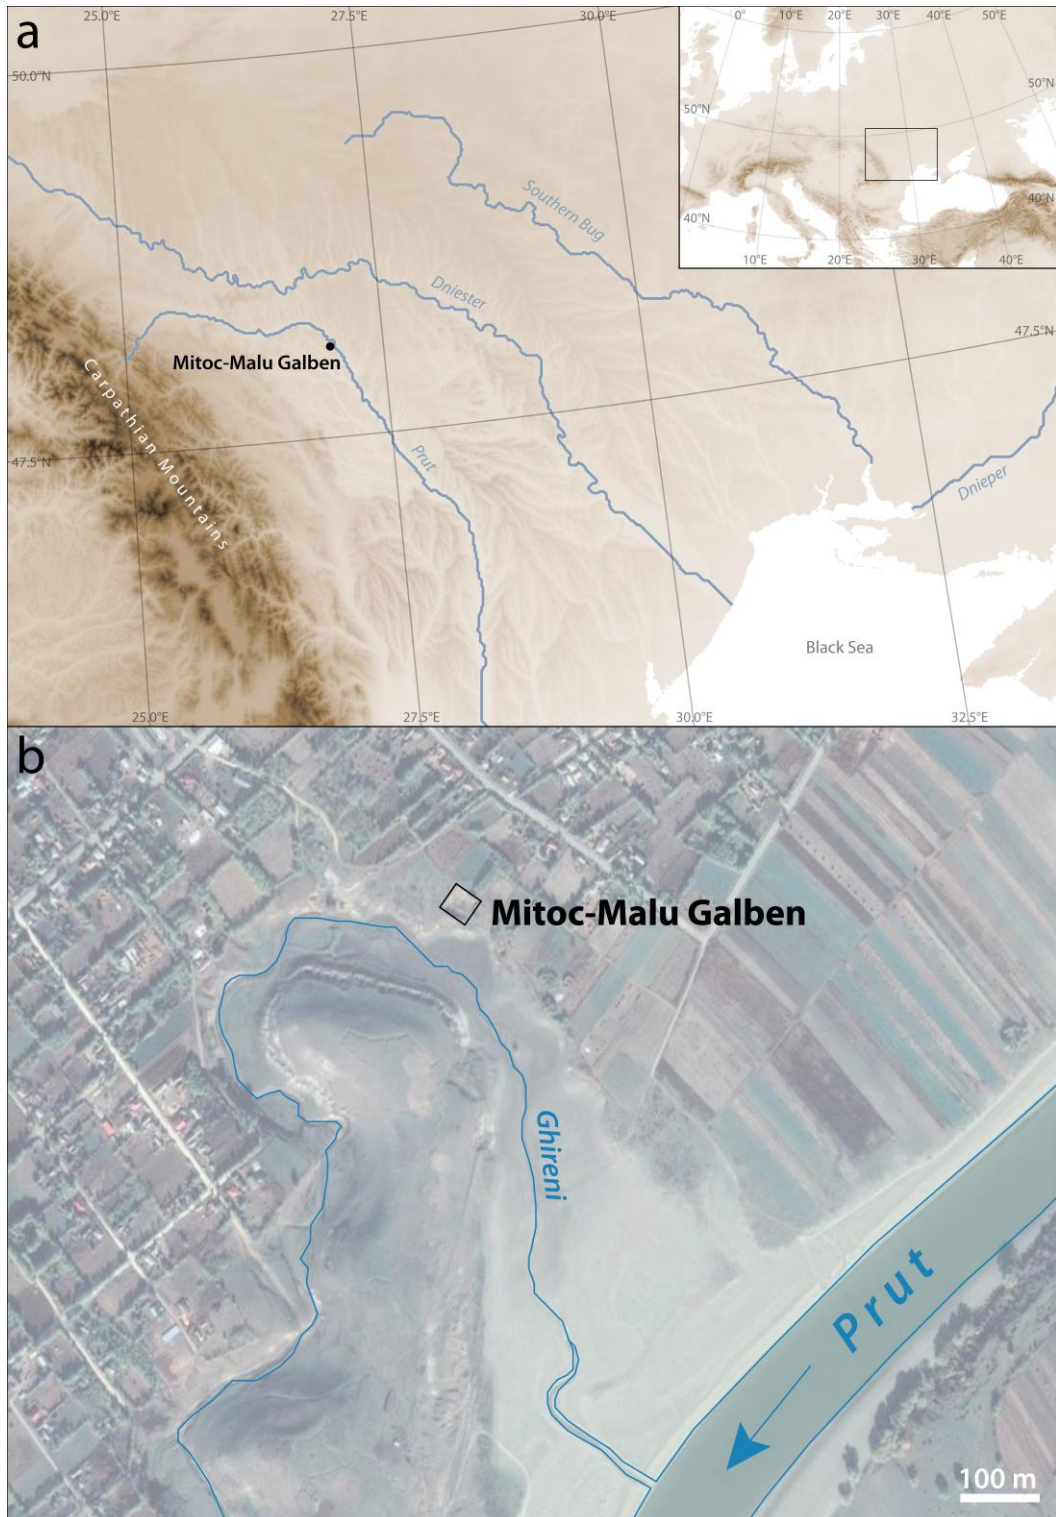 a
25.0°E
27.5°E
30.0°E
0°
10°E
20°E
30°E
40°E
50°E
50.0°N
50°N
50°N
40°N
40°N
10°E
20°E
30°E
40°E
Southern Bug
Dniester
47.5°N
Mitoc-Malu Galben
Carpathian Mountains
47.5°N
Prut
Dnieper
Black Sea
25.0°E
27.5°E
30.0°E
32.5°E
b
Mitoc-Malu Galben
Ghireni
Prut
100 m